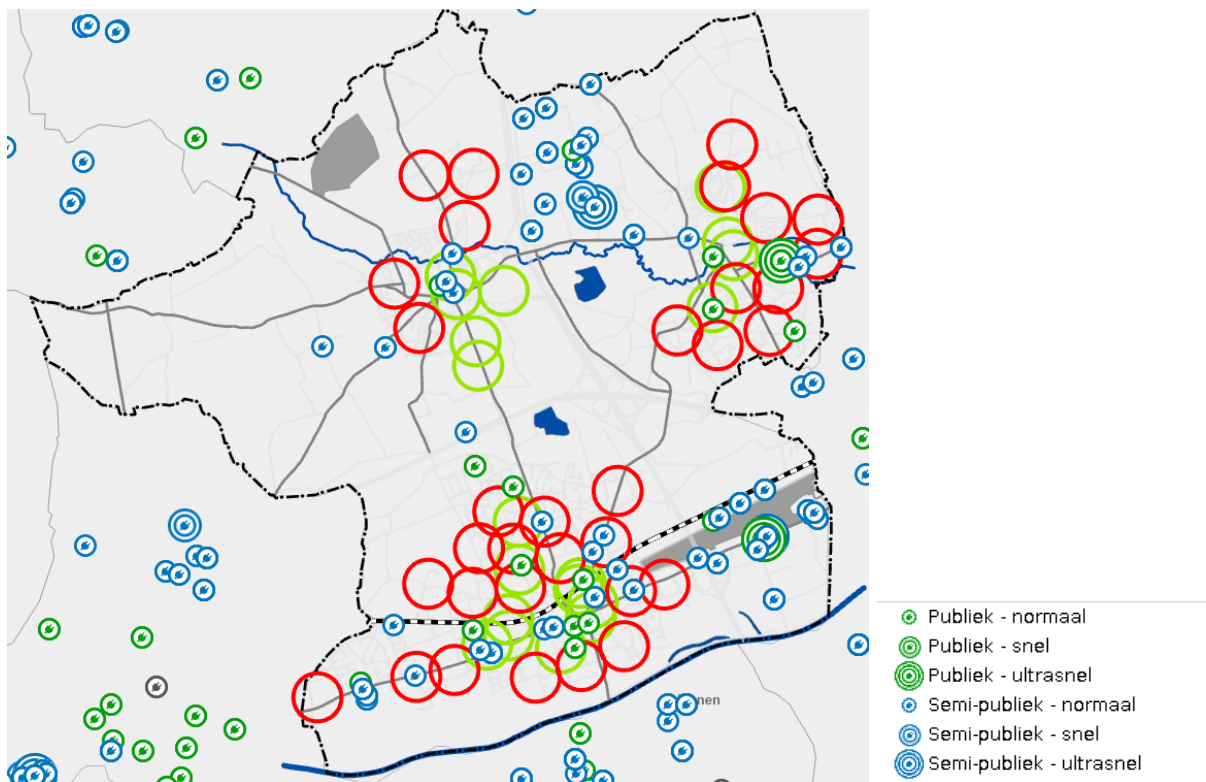 Publiek - normaal
Publiek - snel
Publiek - ultrasnel
Semi-publiek - normaal
Semi-publiek - snel
Semi-publiek - ultrasnel